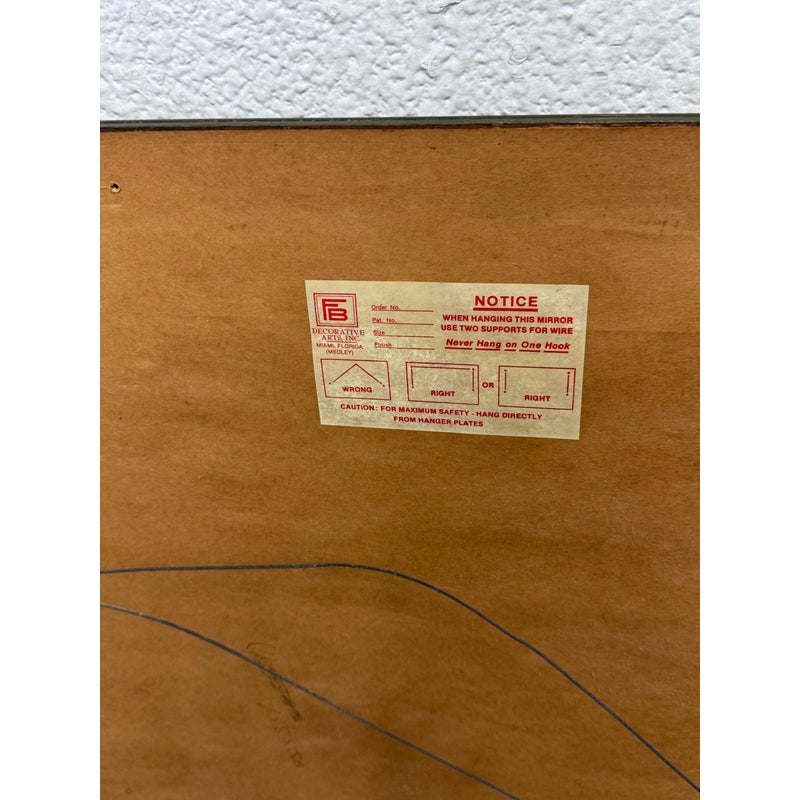 FB
DECORATIVE
ARTS, INC.
MIAMI, FLORIDA
(MEDLEY)
Order No.
Pat. No.
Size
Finish
NOTICE
WHEN HANGING THIS MIRROR
USE TWO SUPPORTS FOR WIRE
Never Hang on One Hook
WRONG
RIGHT
OR
RIGHT
CAUTION: FOR MAXIMUM SAFETY - HANG DIRECTLY
FROM HANGER PLATES